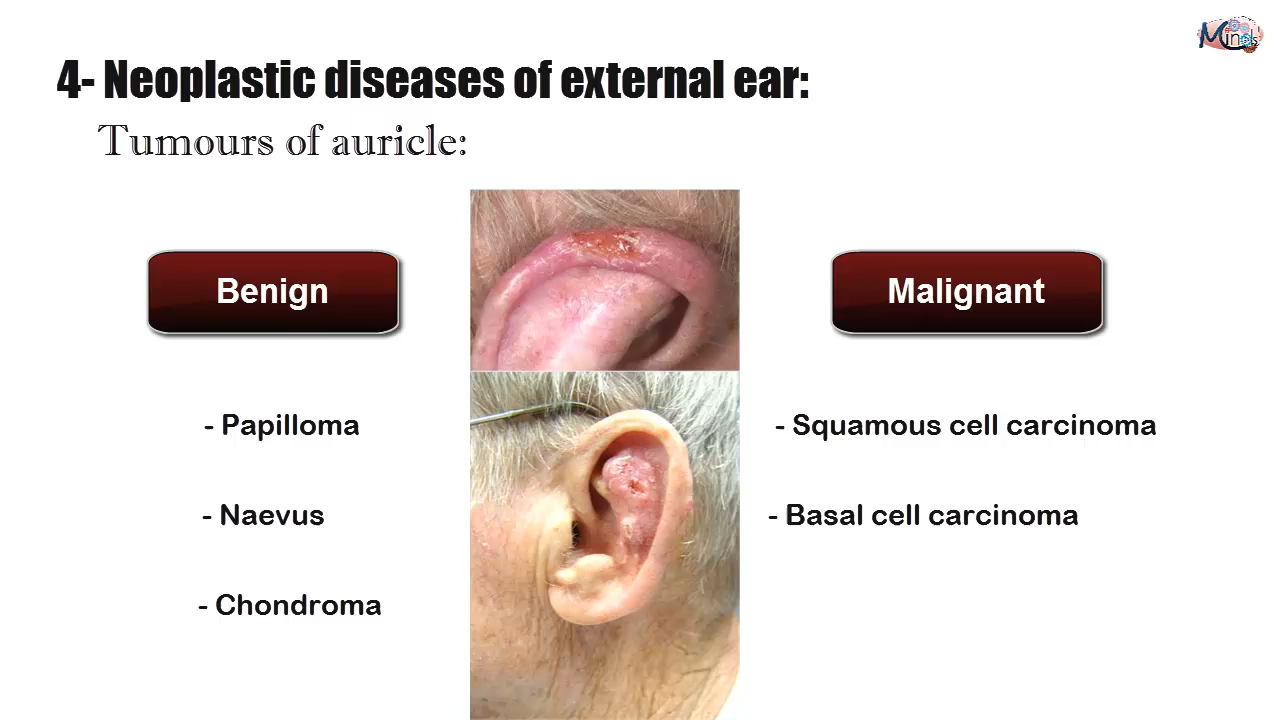 Minds
4- Neoplastic diseases of external ear:
Tumours of auricle:
Benign
- Papilloma
- Naevus
- Chondroma
Malignant
- Squamous cell carcinoma
- Basal cell carcinoma